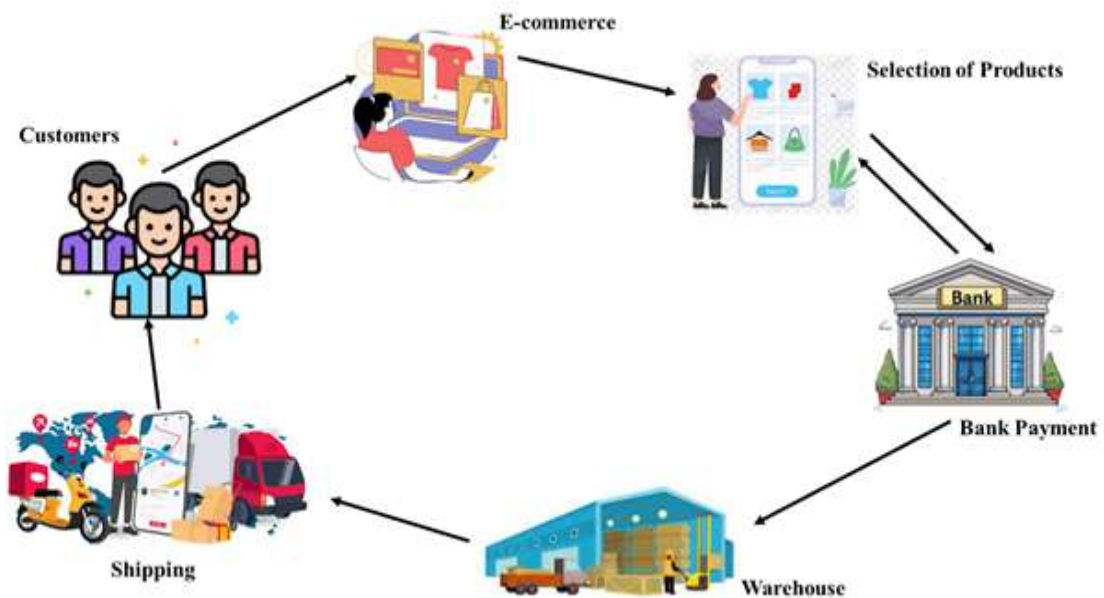 E-commerce
Selection of Products
Customers
Bank
Bank Payment
Shipping
Warehouse